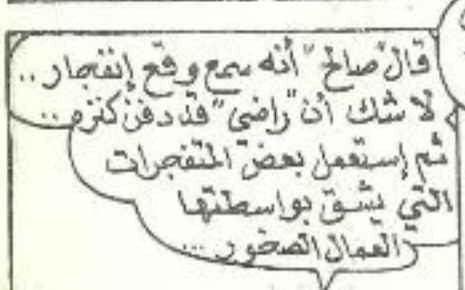 قال "صالح" أنه سمع وقع إنفجار ..
لا شك أن "راضي" قد دفن كنزه ..
ثم إستعمل بعض المتفجرات
التي يشق بواسطتها
العمال الصخور ...